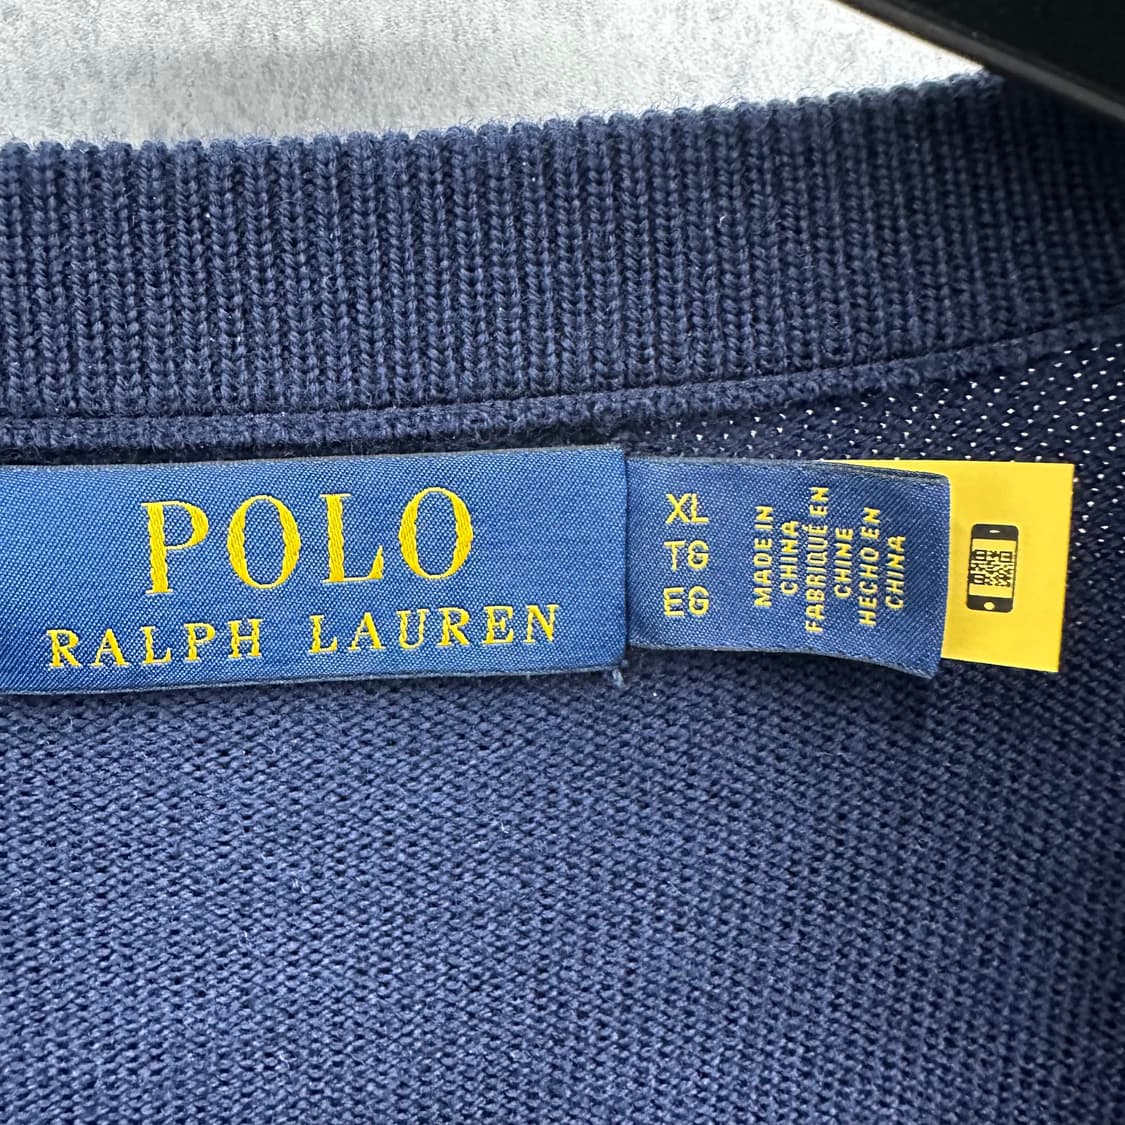 POLO
RALPH LAUREN
XL
TG
EG
MADE IN
CHINA
FABRIQUÉ EN
CHINE
HECHO EN
CHINA